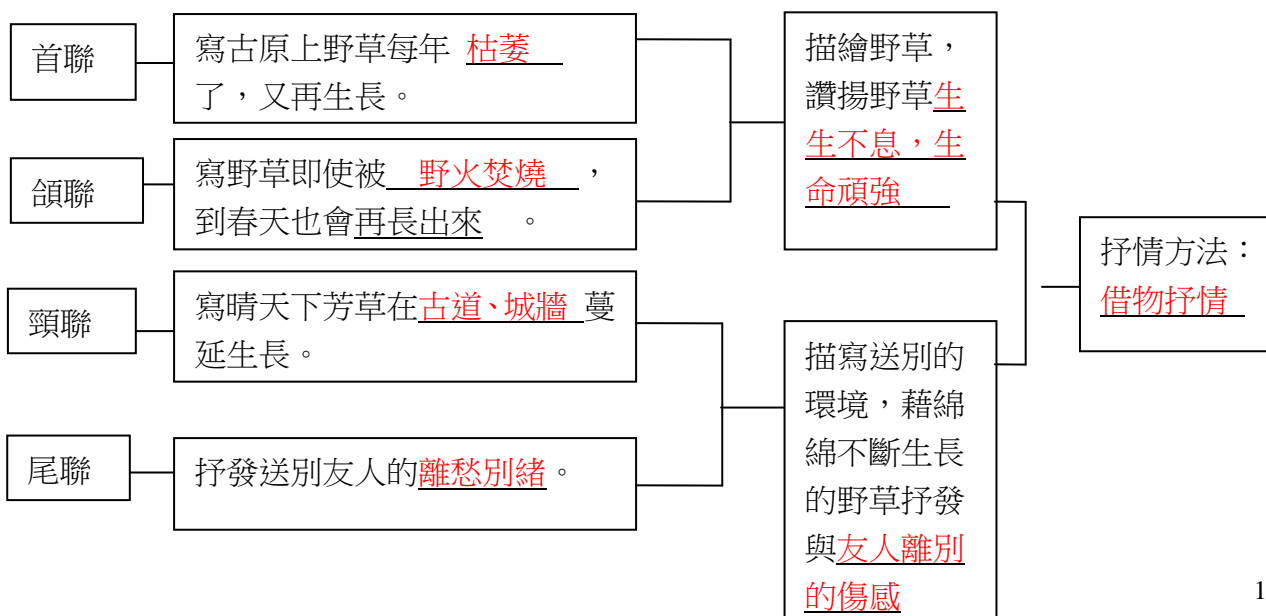 首聯
寫古原上野草每年 枯萎
了，又再生長。
頷聯
寫野草即使被 野火焚燒 ，
到春天也會再長出來 。
頸聯
寫晴天下芳草在古道、城牆 蔓
延生長。
尾聯
抒發送別友人的離愁別緒。
描繪野草，
讚揚野草生
生不息，生
命頑強
描寫送別的
環境，藉綿
綿不斷生長
的野草抒發
與友人離別
的傷感
抒情方法：
借物抒情
1